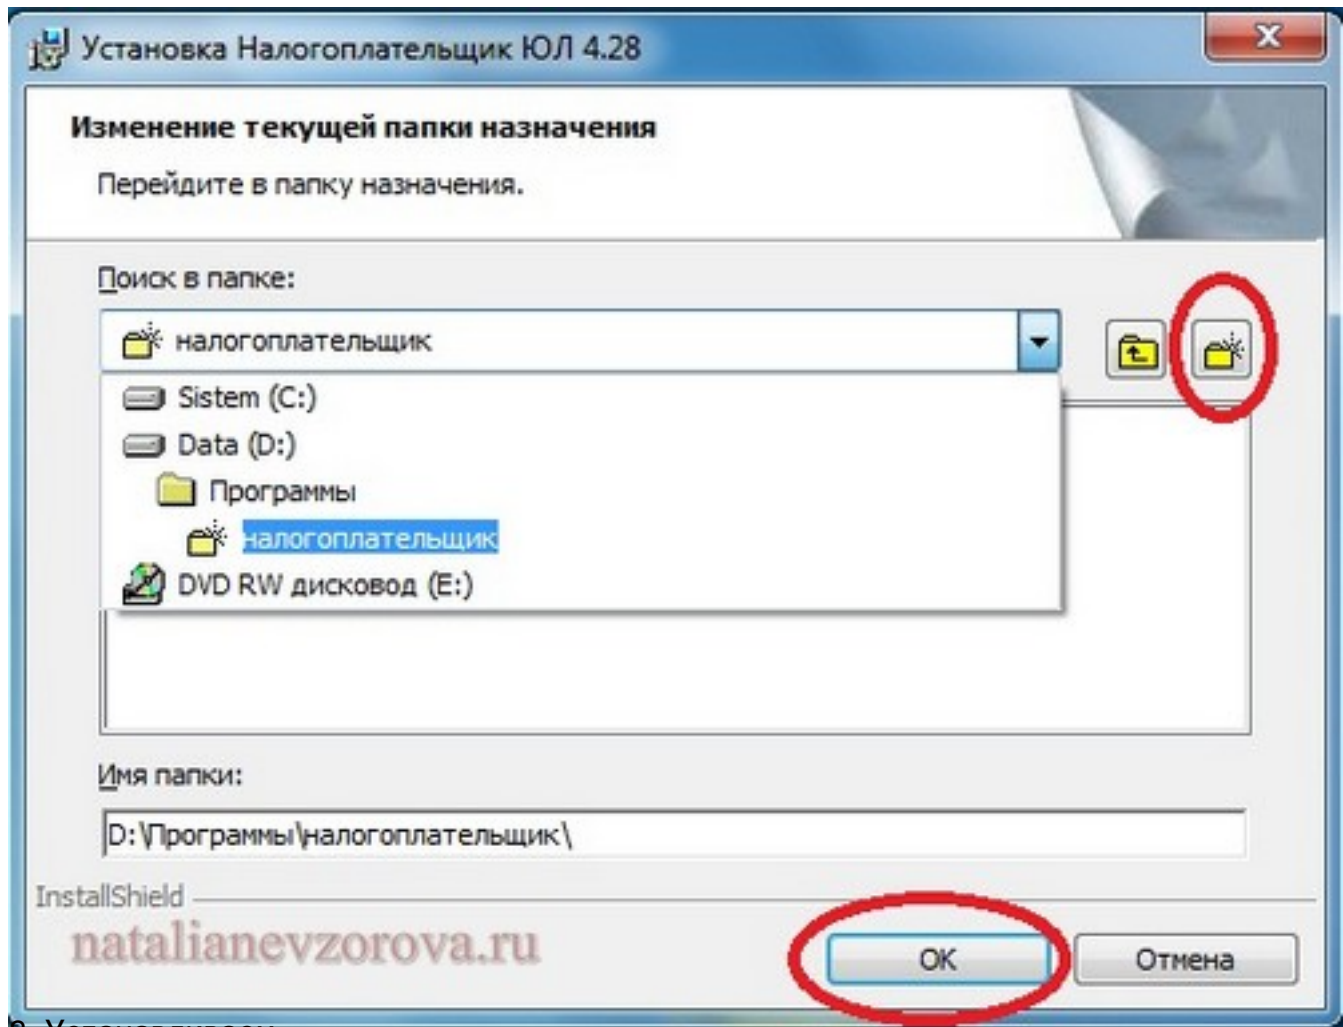 Установка Налогоплательщик ЮЛ 4.28
Изменение текущей папки назначения
Перейдите в папку назначения.
Поиск в папке:
налогоплательщик
Sistem (C:)
Data (D:)
Программы
налогоплательщик
DVD RW дисковод (E:)
Имя папки:
D:\Программы\налогоплательщик\
InstallShield
natalianevzorova.ru
OK
Отмена